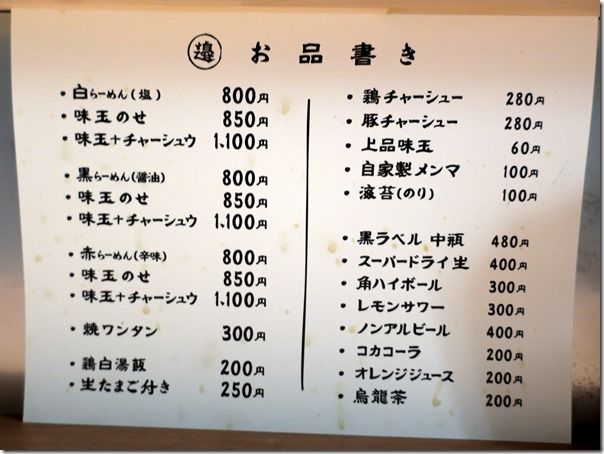 お品書き
・白らーめん(塩) 800円
・味玉のせ 850円
・味玉+チャーシュウ 1,100円
・黒らーめん(醤油) 800円
・味玉のせ 850円
・味玉+チャーシュウ 1,100円
・赤らーめん(辛味) 800円
・味玉のせ 850円
・味玉+チャーシュウ 1,100円
・焼ワンタン 300円
・鶏白湯飯 200円
・生たまご付き 250円
・鶏チャーシュー 280円
・豚チャーシュー 280円
・上品味玉 60円
・自家製メンマ 100円
・海苔(のり) 100円
・黒ラベル 中瓶 480円
・スーパードライ生 400円
・角ハイボール 300円
・レモンサワー 300円
・ノンアルビール 400円
・コカコーラ 200円
・オレンジジュース 200円
・烏龍茶 200円